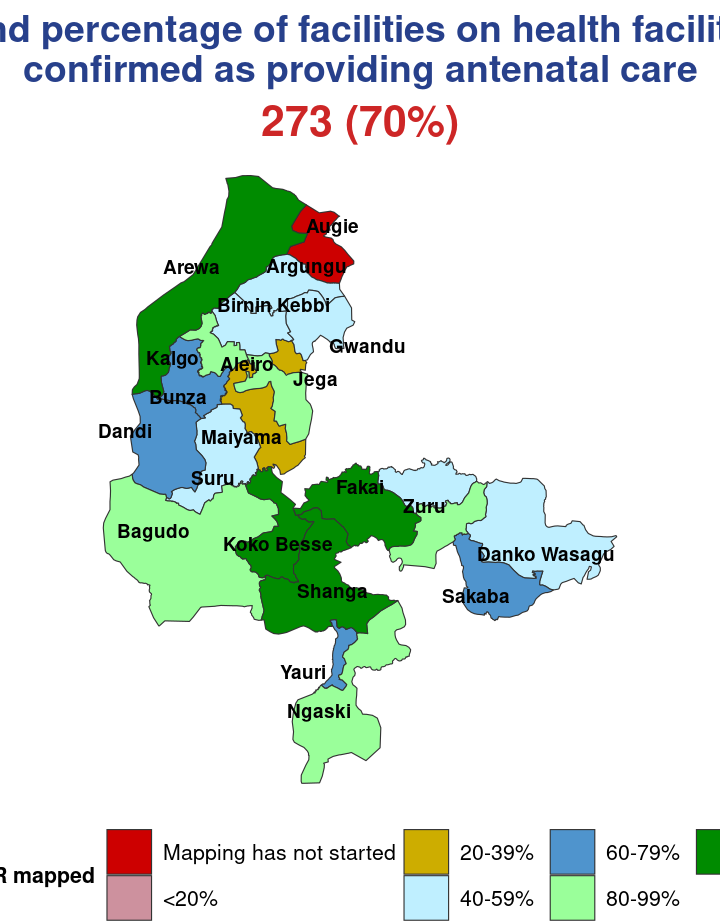 percentage of facilities on health
confirmed as providing antenatal care
273 (70%)
Augie
Arewa
Argungu
Birnin Kebbi
Gwandu
Kalgo
Aleiro
Jega
Bunza
Dandi
Maiyama
Suru
Fakai
Zuru
Bagudo
Koko Besse
Danko Wasagu
Shanga
Sakaba
Yauri
Ngaski
Mapping has not started
20-39%
60-79%
mapped
<20%
40-59%
80-99%